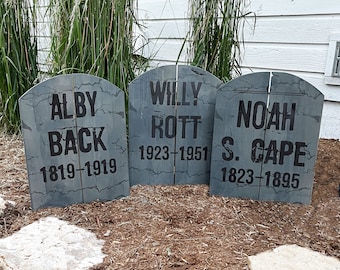 ALBY
BACK
1819-1919
WILLY
ROTT
1923-1951
NOAH
S. CAPE
1823-1895